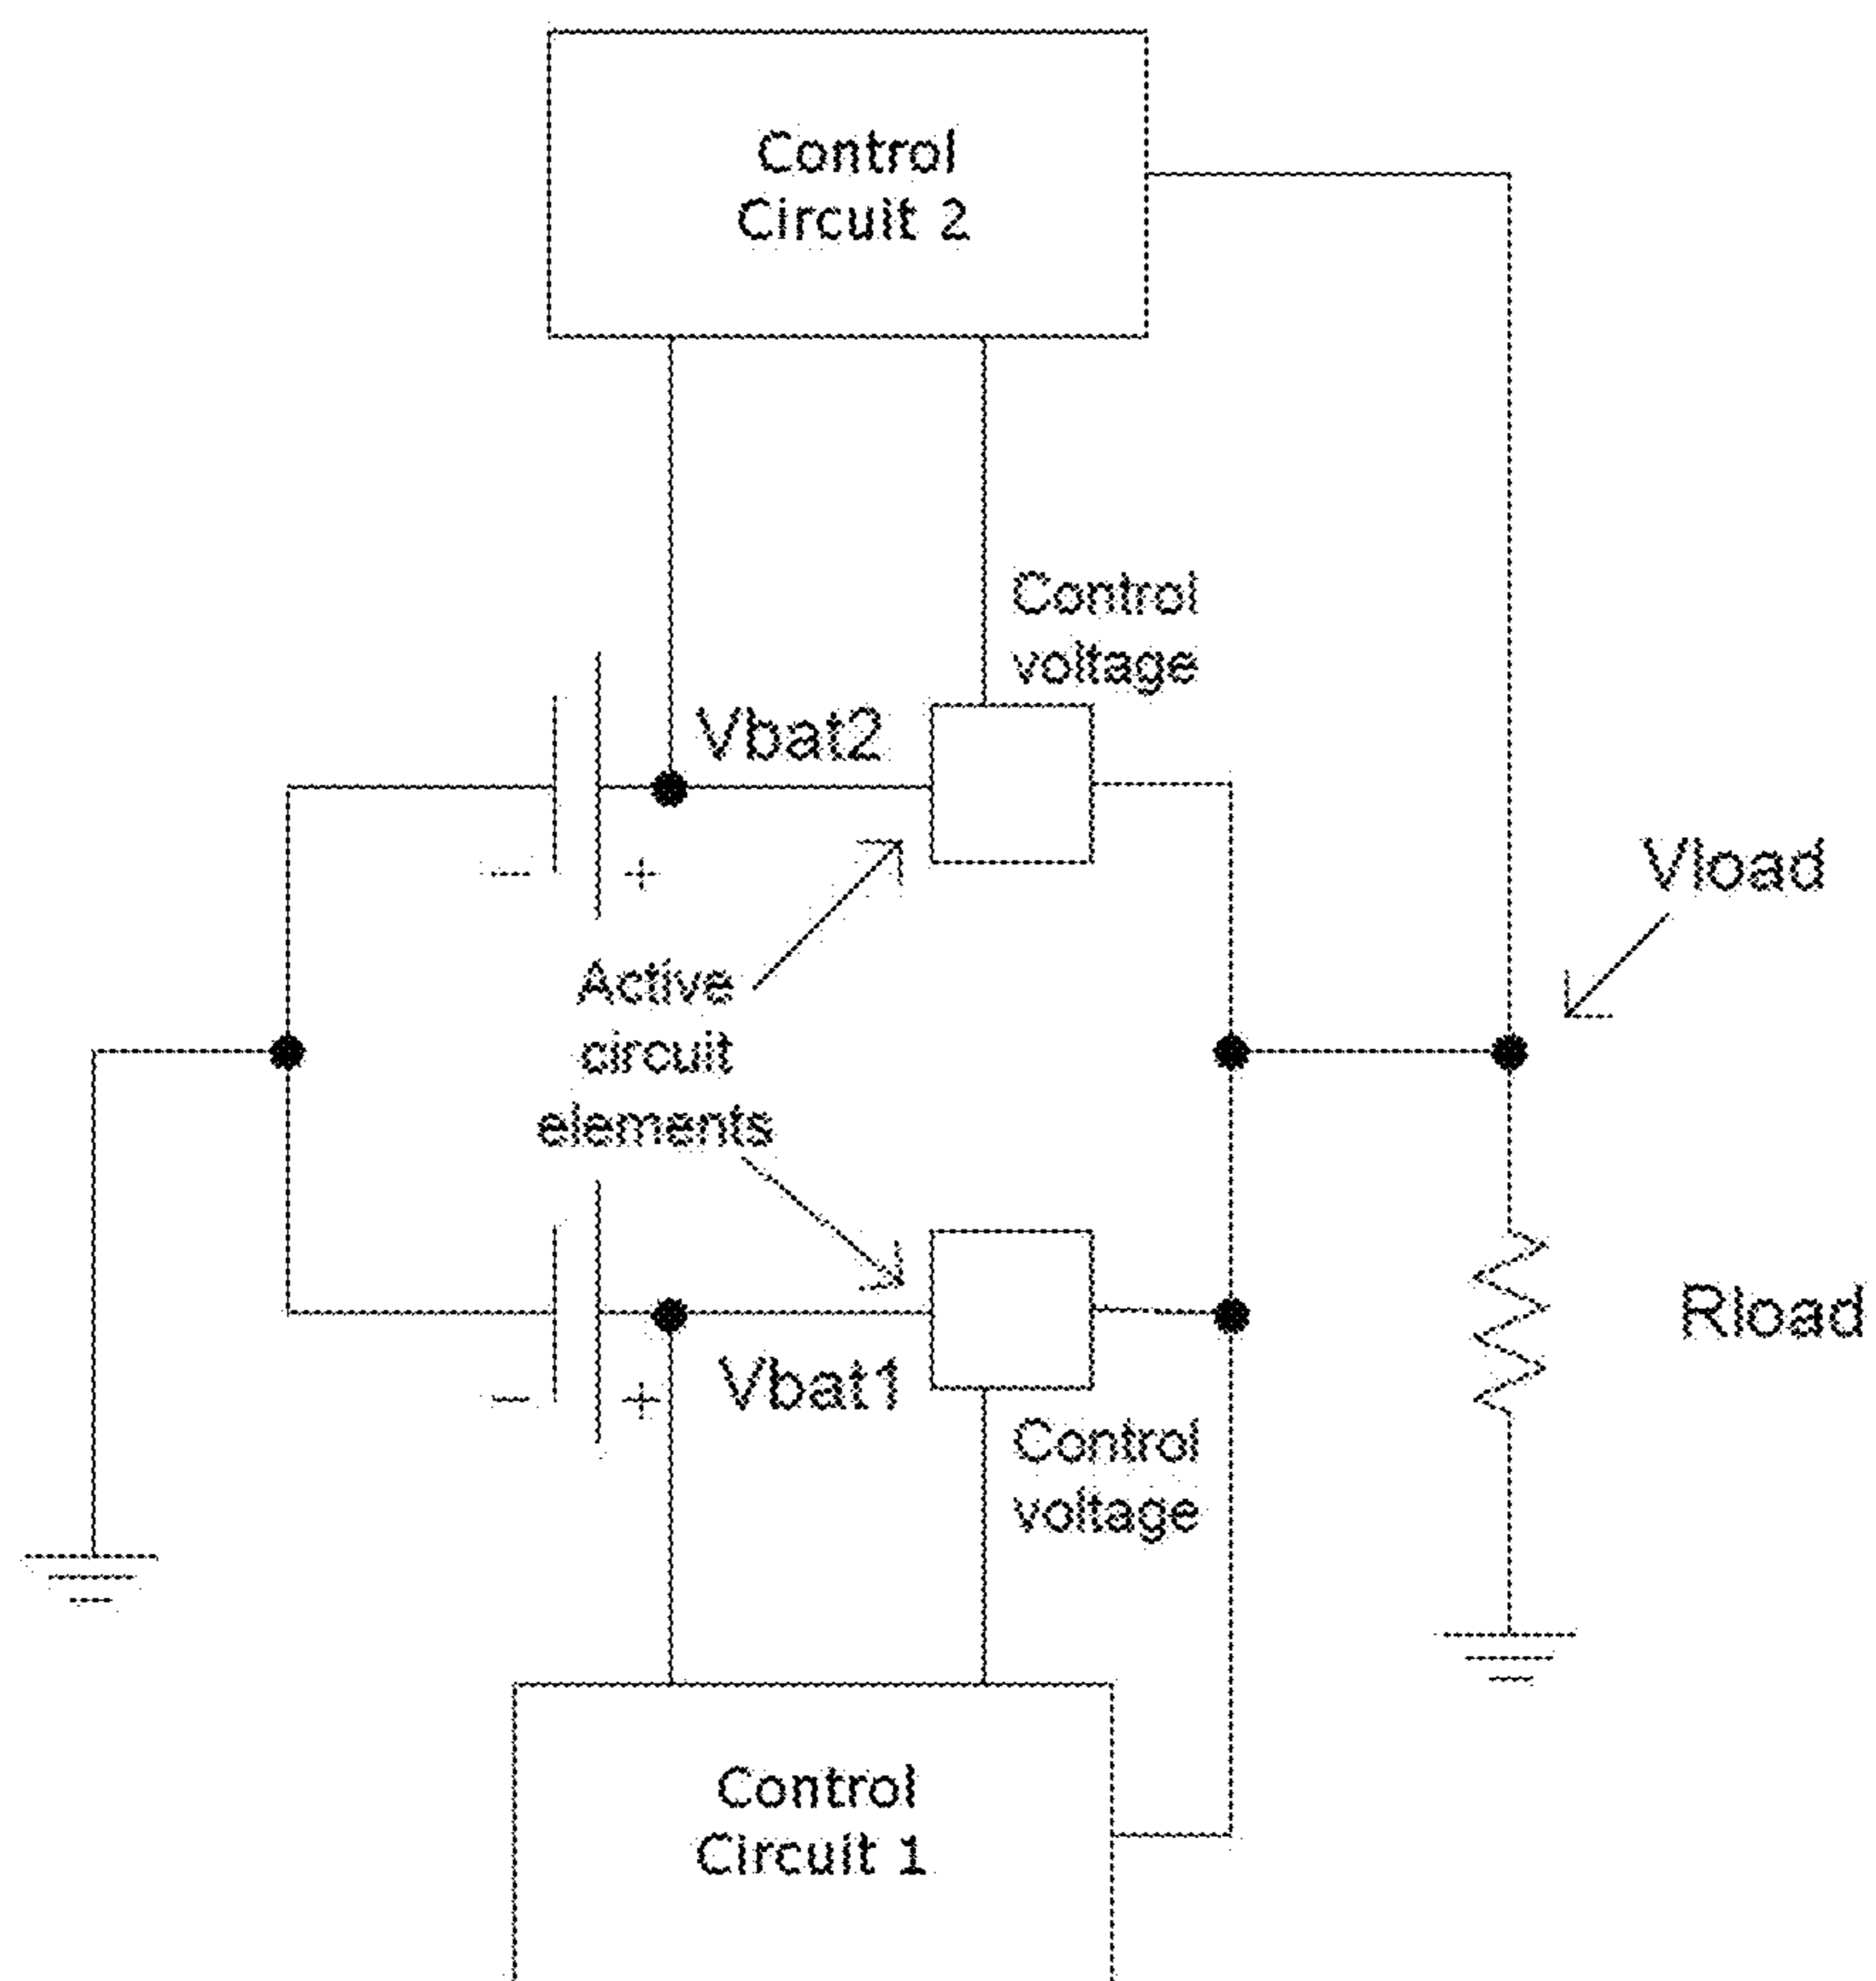 Control
Circuit 2
Control
voltage
Vbat2
Vload
Active
circuit
elements
Rload
Vbat1
Control
voltage
Control
Circuit 1